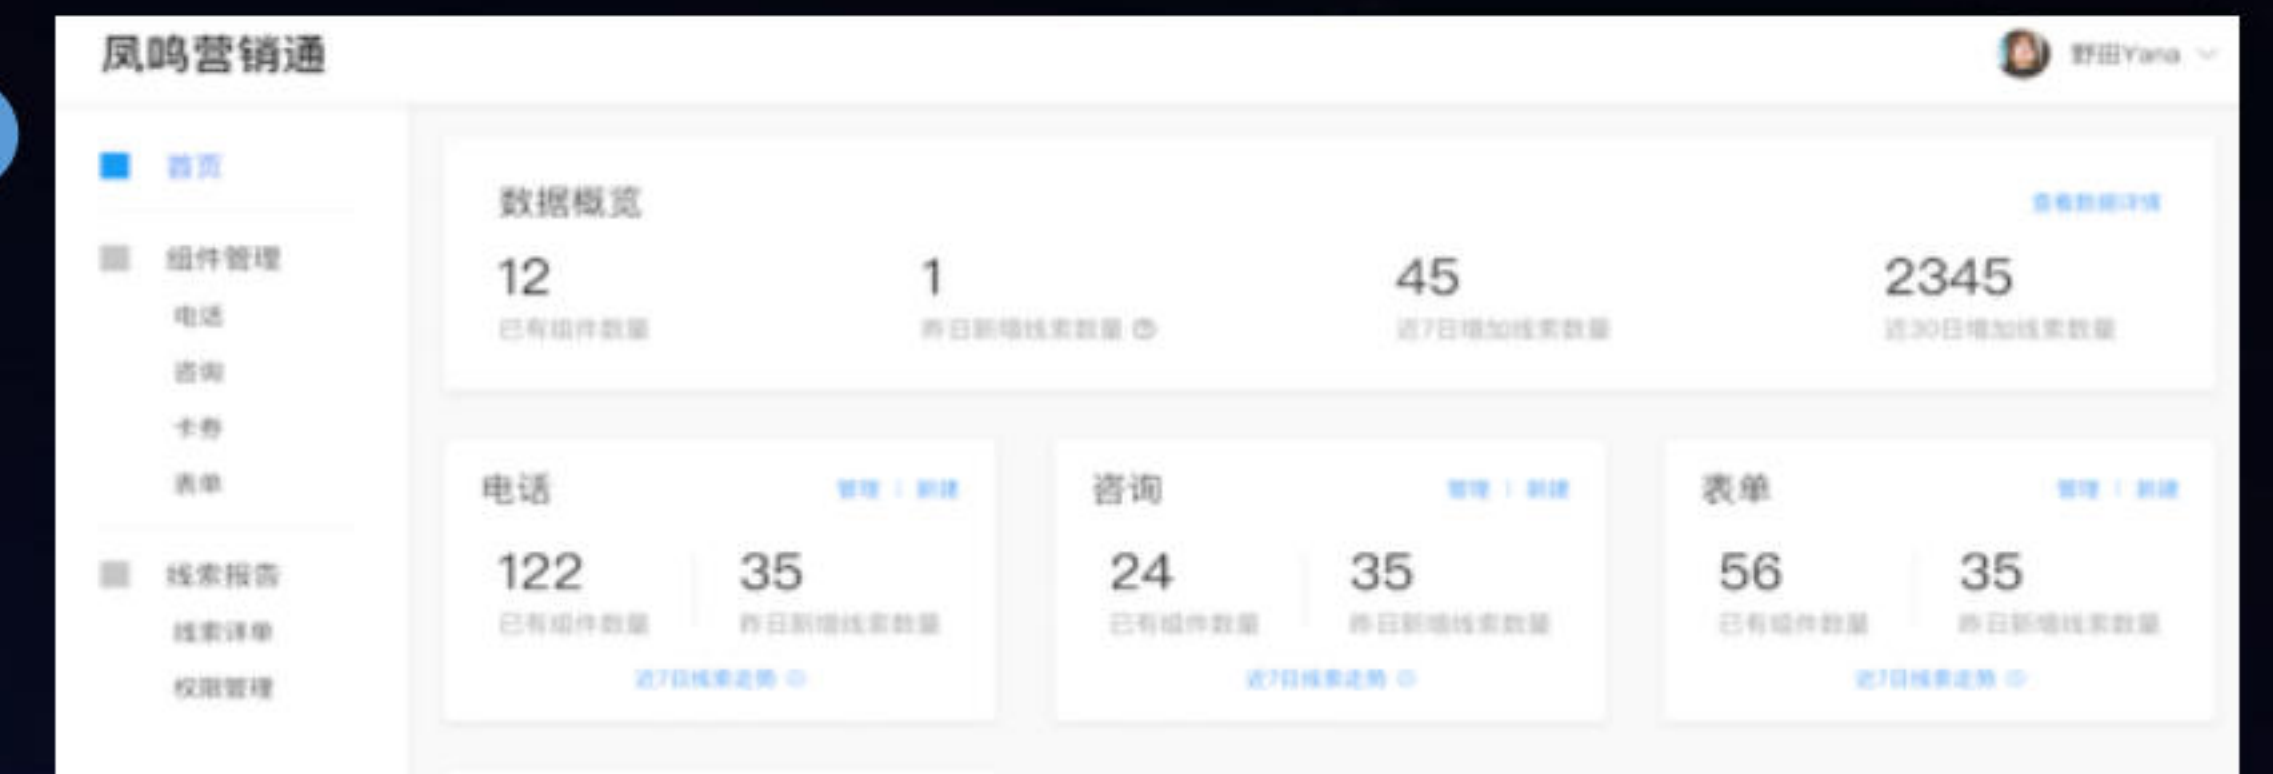 凤鸣营销通
野田Yana
首页
组件管理
电话
咨询
卡券
表单
线索报告
线索详单
权限管理
数据概览
查看数据详情
12
1
45
2345
已有组件数量
昨日新增线索数量
近7日增加线索数量
近30日增加线索数量
电话
管理 | 新建
122
35
已有组件数量
昨日新增线索数量
近7日线索走势
咨询
管理 | 新建
24
35
已有组件数量
昨日新增线索数量
近7日线索走势
表单
管理 | 新建
56
35
已有组件数量
昨日新增线索数量
近7日线索走势